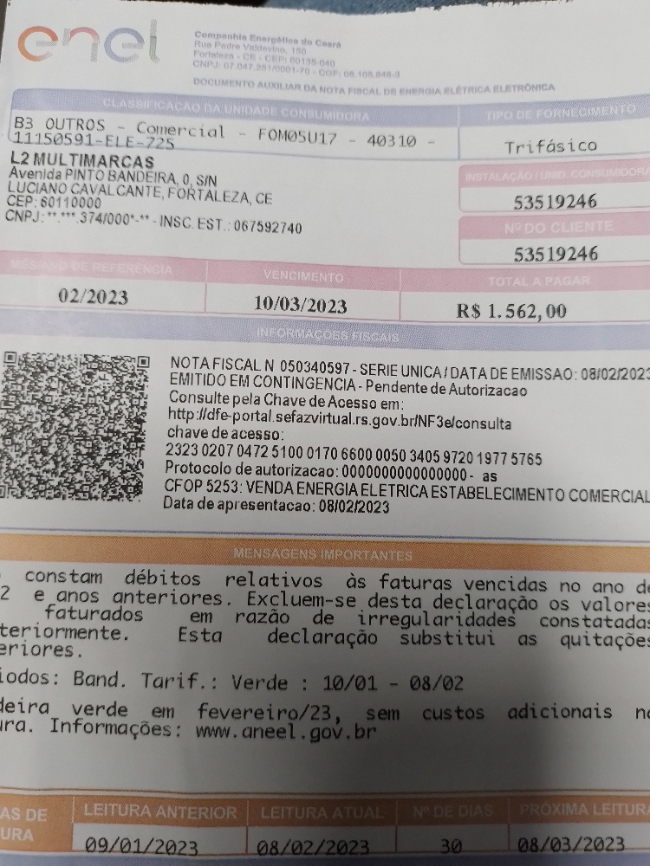 enel
Companhia Energética do Ceará
Rua Padre Valdevino, 150
Fortaleza - CE - CEP: 60135-040
CNPJ: 07.047.251/0001-70 - CGF: 06.105.848-3
DOCUMENTO AUXILIAR DA NOTA FISCAL DE ENERGIA ELÉTRICA ELETRÔNICA
CLASSIFICAÇÃO DA UNIDADE CONSUMIDORA
TIPO DE FORNECIMENTO
B3 OUTROS - Comercial - FOM05U17 - 40310 -
11150591-ELE-725
Trifásico
L2 MULTIMARCAS
Avenida PINTO BANDEIRA, 0, S/N
LUCIANO CAVALCANTE, FORTALEZA, CE
CEP: 60110000
CNPJ: **.***.374/000*-** - INSC. EST.: 067592740
INSTALAÇÃO / UNID. CONSUMIDORA
53519246
Nº DO CLIENTE
53519246
MÊS/ANO DE REFERÊNCIA
VENCIMENTO
TOTAL A PAGAR
02/2023
10/03/2023
R$ 1.562,00
INFORMAÇÕES FISCAIS
NOTA FISCAL N 050340597 - SERIE UNICA / DATA DE EMISSAO: 08/02/2023
EMITIDO EM CONTINGENCIA - Pendente de Autorizacao
Consulte pela Chave de Acesso em:
http://dfe-portal.sefazvirtual.rs.gov.br/NF3e/consulta
chave de acesso:
2323 0207 0472 5100 0170 6600 0050 3405 9720 1977 5765
Protocolo de autorizacao: 0000000000000000 - as
CFOP 5253: VENDA ENERGIA ELETRICA ESTABELECIMENTO COMERCIAL
Data de apresentacao: 08/02/2023
MENSAGENS IMPORTANTES
constam débitos relativos às faturas vencidas no ano de
2 e anos anteriores. Excluem-se desta declaração os valores
faturados em razão de irregularidades constatadas
teriormente. Esta declaração substitui as quitações
eriores.
iodos: Band. Tarif.: Verde : 10/01 - 08/02
deira verde em fevereiro/23, sem custos adicionais na
ura. Informações: www.aneel.gov.br
AS DE
URA
LEITURA ANTERIOR
LEITURA ATUAL
Nº DE DIAS
PRÓXIMA LEITURA
09/01/2023
08/02/2023
30
08/03/2023